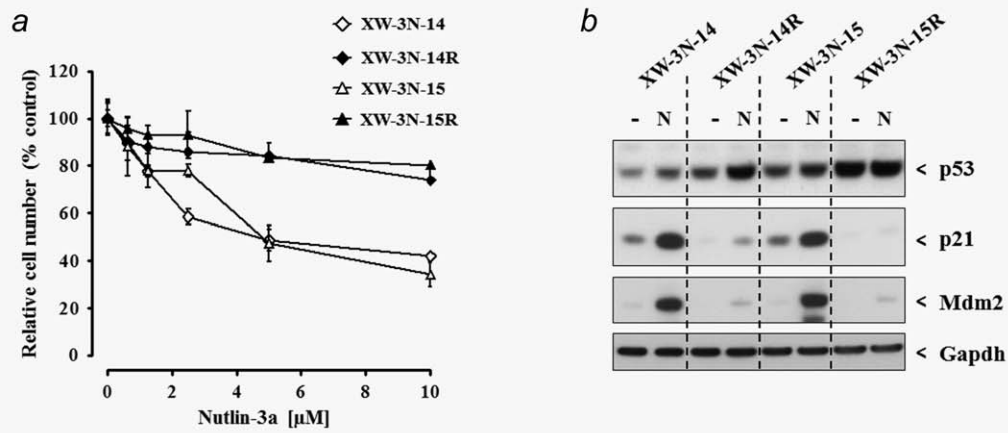 a
XW-3N-14
XW-3N-14R
XW-3N-15
XW-3N-15R
120
100
80
60
40
20
0
0 2 4 6 8 10
Relative cell number (% control)
Nutlin-3a [µM]
b
XW-3N-14 XW-3N-14R XW-3N-15 XW-3N-15R
- N - N - N - N
< p53
< p21
< Mdm2
< Gapdh